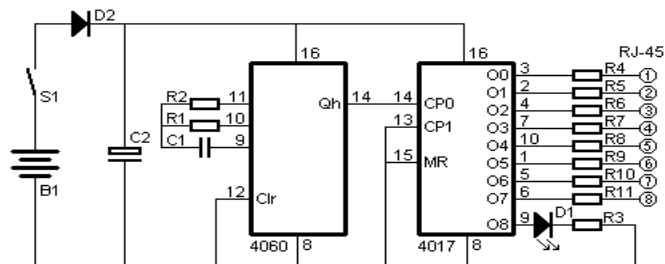 D2
RJ-45
16 16
S1
R2 11
R1 10
C1 9
Qh 14 14 CP0
13 CP1
15 MR
C2
B1
12 Clr
O0 3 R4 1
O1 2 R5 2
O2 4 R6 3
O3 7 R7 4
O4 10 R8 5
O5 1 R9 6
O6 5 R10 7
O7 6 R11 8
O8 9 D1 R3
4060 8
4017 8